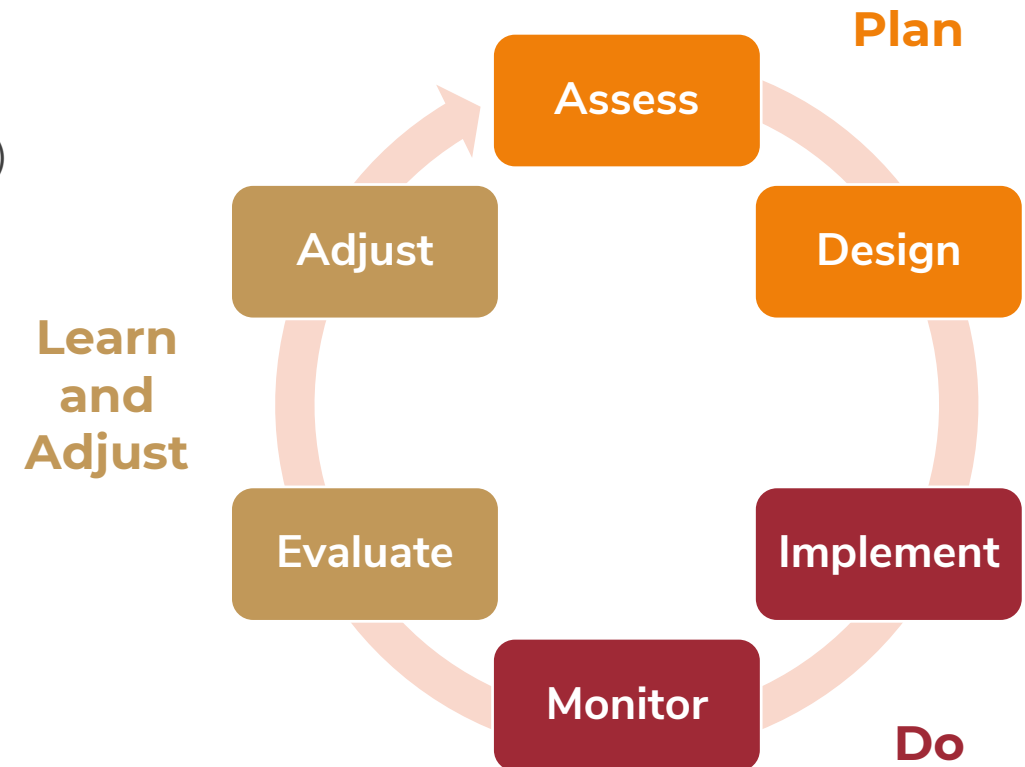 Plan
Assess
)
Adjust
Design
Learn
and
Adjust
Evaluate
Implement
Monitor
Do